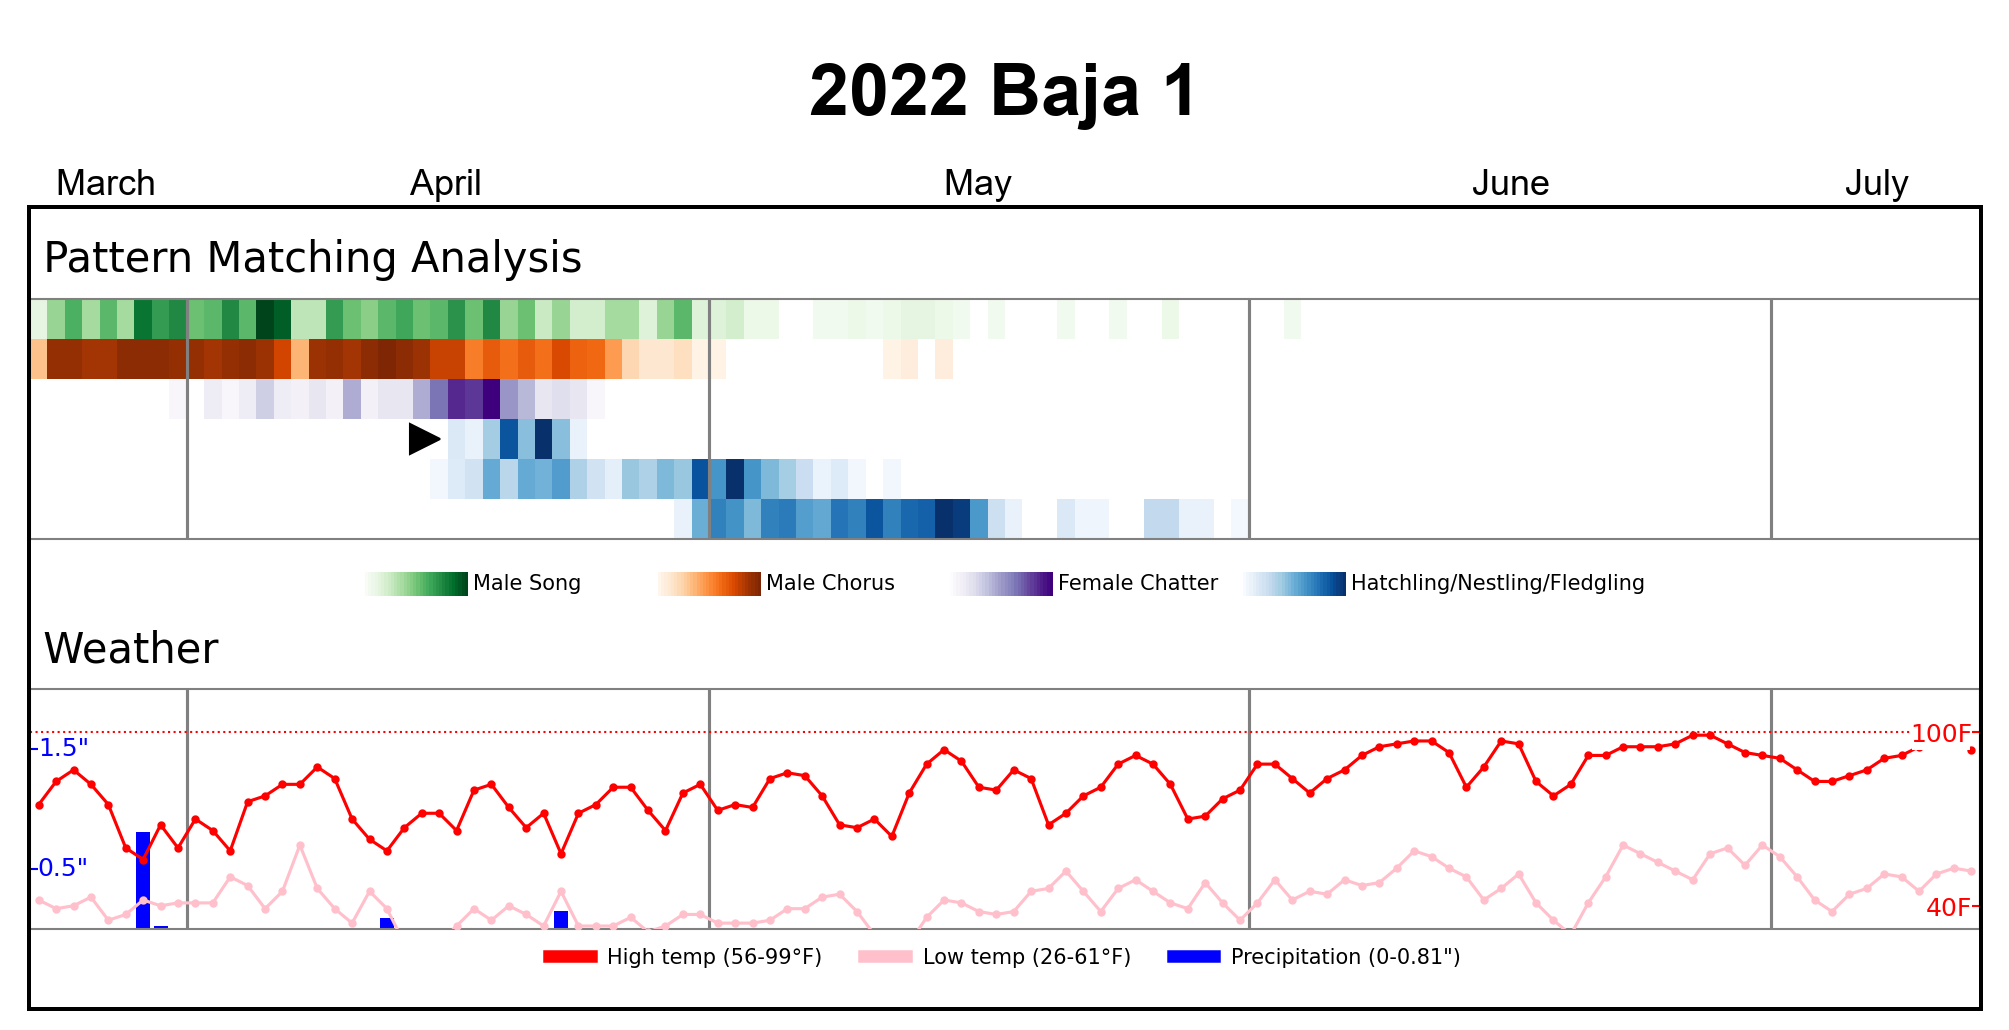 2022 Baja 1
March April May June July
Pattern Matching Analysis
Male Song Male Chorus Female Chatter Hatchling/Nestling/Fledgling
Weather
1.5" 100F
0.5" 40F
High temp (56-99°F) Low temp (26-61°F) Precipitation (0-0.81")